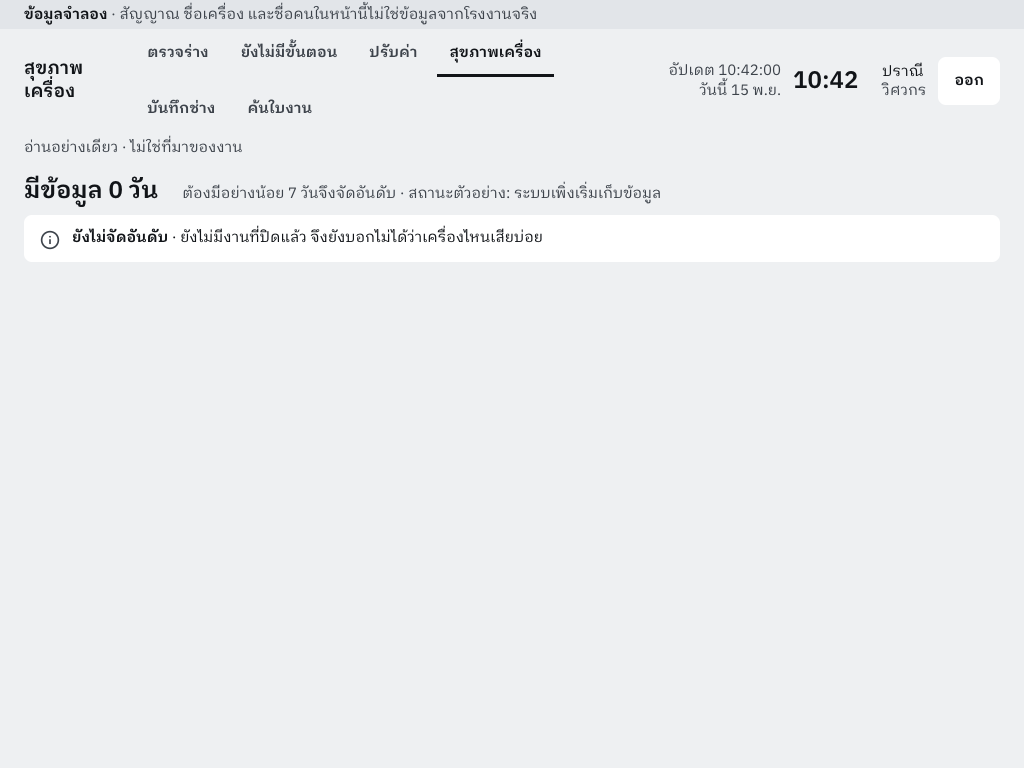 ข้อมูลจำลอง · สัญญาณ ชื่อเครื่อง และชื่อคนในหน้านี้ไม่ใช่ข้อมูลจากโรงงานจริง
สุขภาพเครื่อง
ตรวจร่าง ยังไม่มีขั้นตอน ปรับค่า สุขภาพเครื่อง
บันทึกช่าง ค้นใบงาน
อัปเดต 10:42:00
วันนี้ 15 พ.ย.
10:42
ปราณี
วิศวกร
ออก
อ่านอย่างเดียว · ไม่ใช่ที่มาของงาน
มีข้อมูล 0 วัน ต้องมีอย่างน้อย 7 วันจึงจัดอันดับ · สถานะตัวอย่าง: ระบบเพิ่งเริ่มเก็บข้อมูล
ยังไม่จัดอันดับ · ยังไม่มีงานที่ปิดแล้ว จึงยังบอกไม่ได้ว่าเครื่องไหนเสียบ่อย